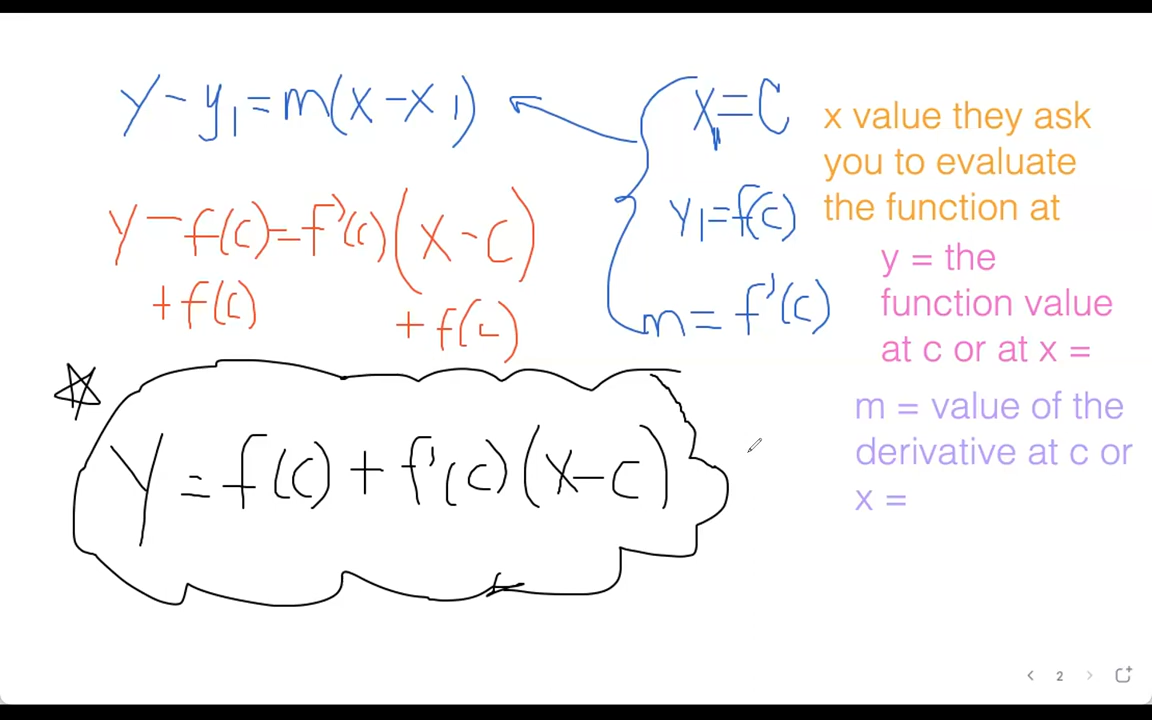 y - y₁ = m(x - x₁)
x₁ = C
x value they ask
you to evaluate
the function at
y - f(c) = f'(c)(x - c)
y₁ = f(c)
+ f(c)
+ f(c)
m = f'(c)
y = the
function value
at c or at x =
y = f(c) + f'(c)(x - c)
m = value of the
derivative at c or
x =
2